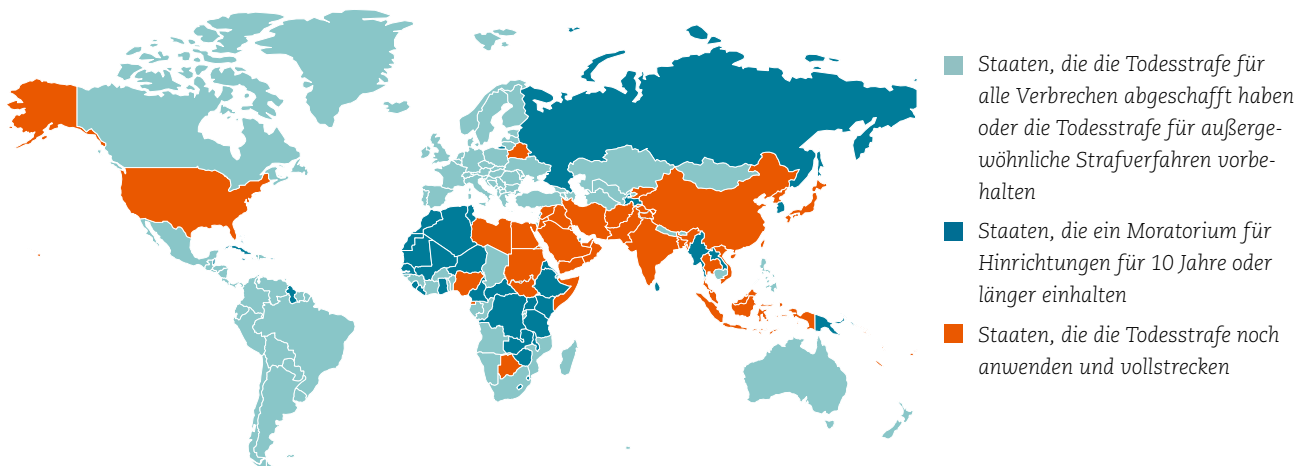 Staaten, die die Todesstrafe für
alle Verbrechen abgeschafft haben
oder die Todesstrafe für außerge-
wöhnliche Strafverfahren vorbe-
halten
Staaten, die ein Moratorium für
Hinrichtungen für 10 Jahre oder
länger einhalten
Staaten, die die Todesstrafe noch
anwenden und vollstrecken